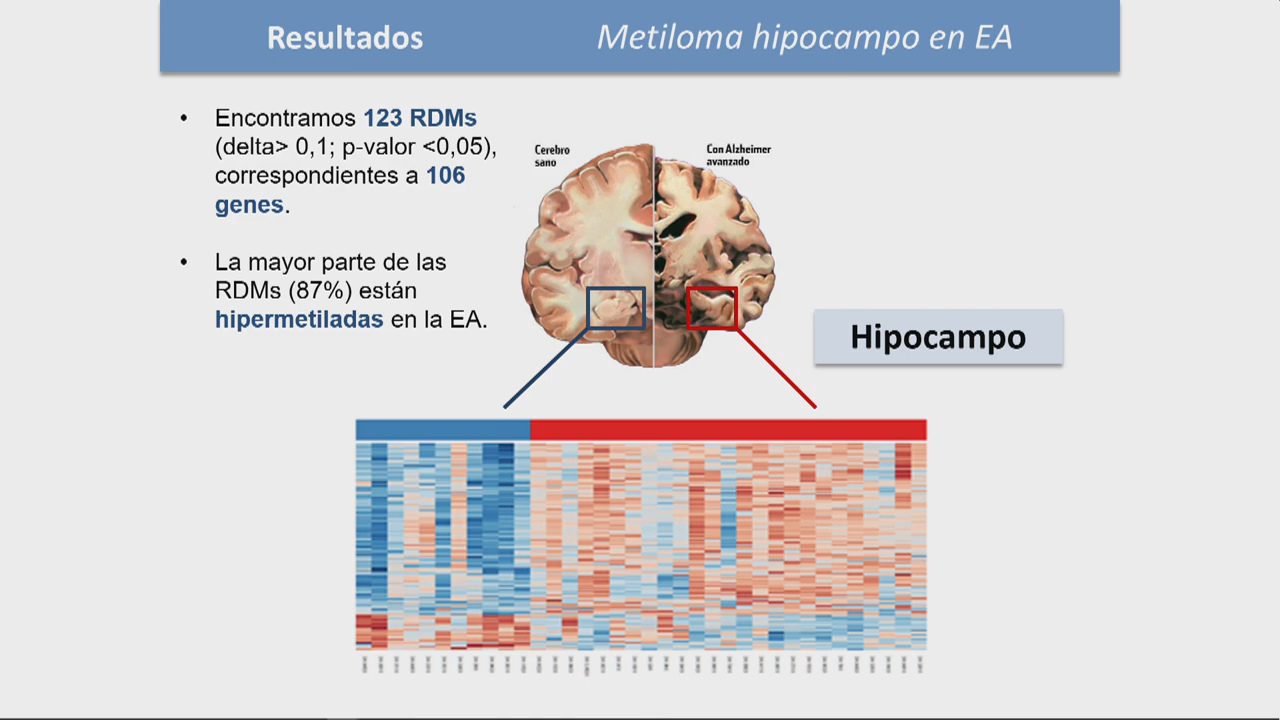 Resultados
Metiloma hipocampo en EA
• Encontramos 123 RDMs
(delta> 0,1; p-valor <0,05),
correspondientes a 106
genes.
• La mayor parte de las
RDMs (87%) están
hipermetiladas en la EA.
Cerebro
sano
Con Alzheimer
avanzado
Hipocampo